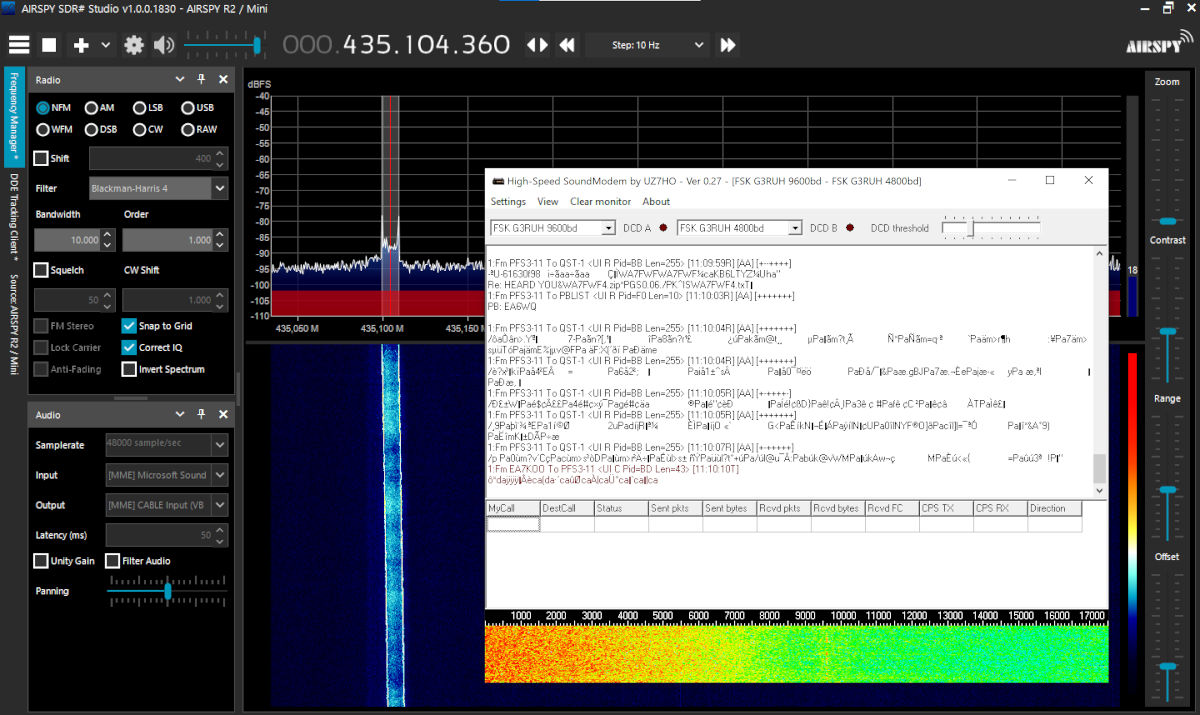 AIRSPY SDR# Studio v1.0.0.1830 - AIRSPY R2 / Mini
000.435.104.360
Step: 10 Hz
AIRSPY
Frequency Manager *
DDE Tracking Client *
Source: AIRSPY R2 / Mini
Radio
NFM AM LSB USB
WFM DSB CW RAW
Shift 400
Filter Blackman-Harris 4
Bandwidth Order
10.000 1.000
Squelch CW Shift
50 1.000
FM Stereo Snap to Grid
Lock Carrier Correct IQ
Anti-Fading Invert Spectrum
Audio
Samplerate 48000 sample/sec
Input [MME] Microsoft Sound
Output [MME] CABLE Input (VB
Latency (ms) 50
Unity Gain Filter Audio
Panning
dBFS
-40
-45
-50
-55
-60
-65
-70
-75
-80
-85
-90
-95
-100
-105
-110
435,050 M 435,100 M 435,150
18
Zoom
Contrast
Range
Offset
High-Speed SoundModem by UZ7HO - Ver 0.27 - [FSK G3RUH 9600bd - FSK G3RUH 4800bd]
Settings View Clear monitor About
FSK G3RUH 9600bd DCD A FSK G3RUH 4800bd DCD B DCD threshold
1:Fm PFS3-11 To QST-1 <UI R Pid=BB Len=255> [11:09:59R] [AA]
Re: HEARD YOU&WA7FWF4.zip
1:Fm PFS3-11 To PBLIST <UI R Pid=F0 Len=10> [11:10:03R] [AA] [+++++++]
PB: EA6WQ
1:Fm PFS3-11 To QST-1 <UI R Pid=BB Len=255> [11:10:04R] [AA] [+++++++]
1:Fm PFS3-11 To QST-1 <UI R Pid=BB Len=255> [11:10:04R] [AA]
1:Fm PFS3-11 To QST-1 <UI R Pid=BB Len=255> [11:10:05R] [AA]
1:Fm PFS3-11 To QST-1 <UI R Pid=BB Len=255> [11:10:05R] [AA] [+++++++]
1:Fm PFS3-11 To QST-1 <UI R Pid=BB Len=255> [11:10:07R] [AA]
1:Fm EA7KOO To PFS3-11 <UI C Pid=BD Len=43> [11:10:10T]
MyCall DestCall Status Sent pkts Sent bytes Rcvd pkts Rcvd bytes Rcvd FC CPS TX CPS RX Direction
1000 2000 3000 4000 5000 6000 7000 8000 9000 10000 11000 12000 13000 14000 15000 16000 17000